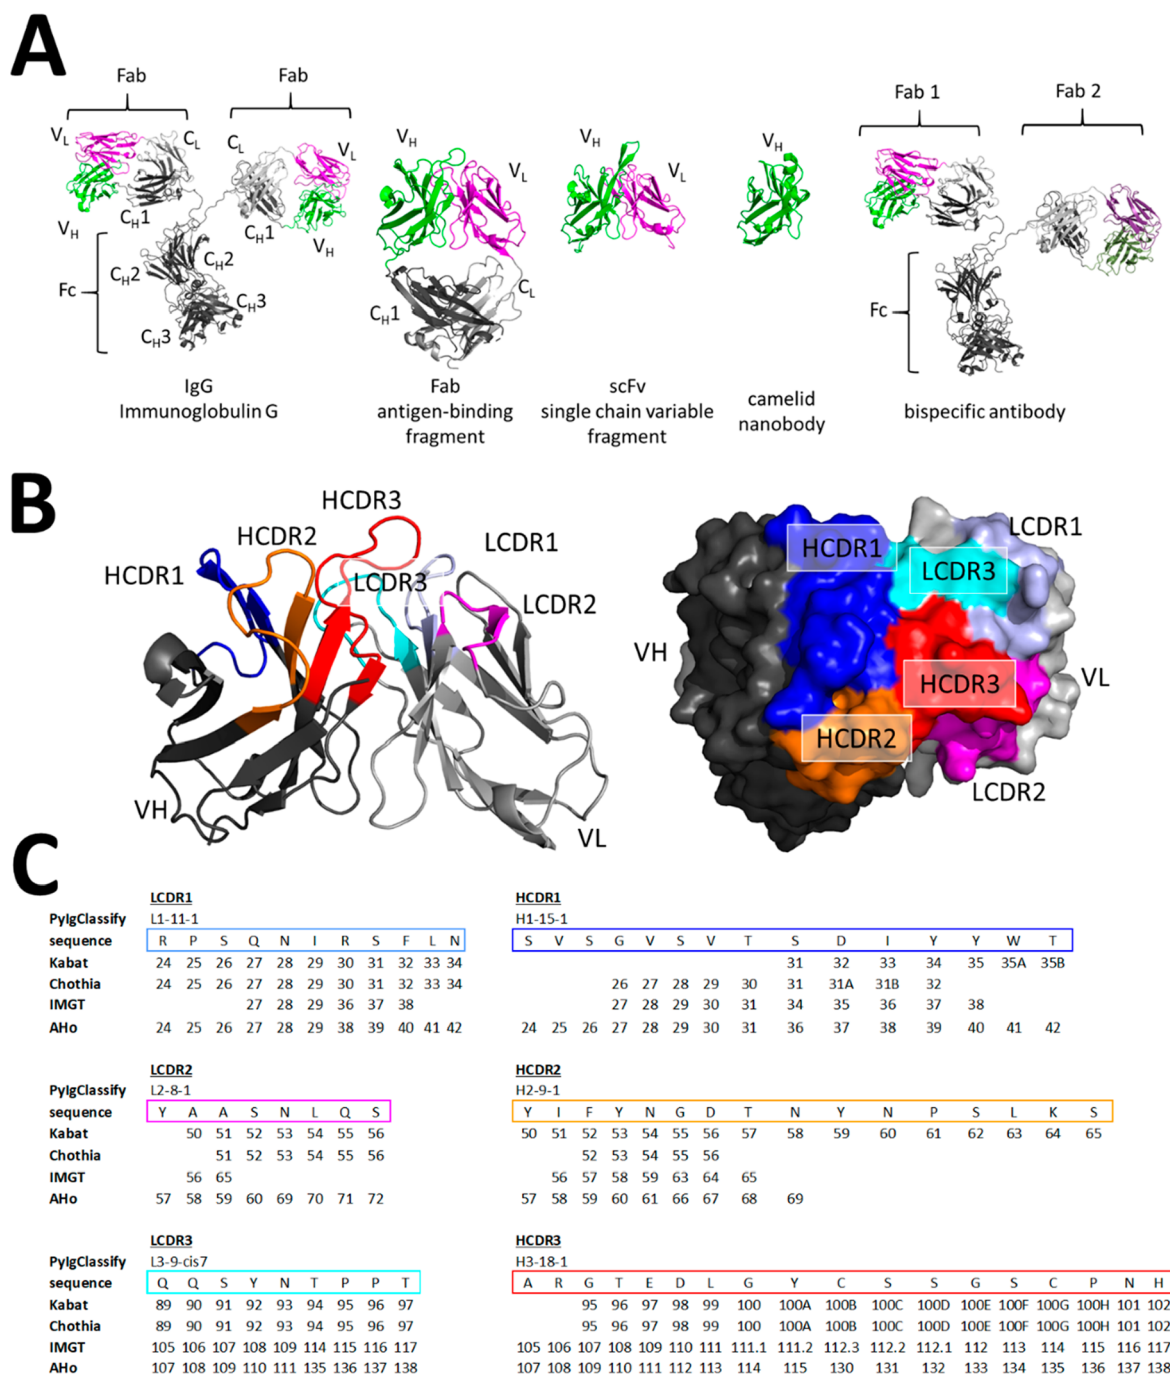 A
Fab
Fab
Fab 1
Fab 2
VL
CL
CL
VL
VH
VL
VH
VL
VH
VH
CH1
CH1
VH
CH2
CH2
Fc
CH3
CH3
CH1
CL
Fc
IgG
Immunoglobulin G
Fab
antigen-binding
fragment
scFv
single chain variable
fragment
camelid
nanobody
bispecific antibody
B
HCDR3
HCDR2
HCDR1
LCDR3
LCDR1
LCDR2
VH
VL
HCDR1
LCDR1
LCDR3
VH
HCDR3
VL
HCDR2
LCDR2
C
LCDR1
PyIgClassify L1-11-1
sequence R P S Q N I R S F L N
Kabat 24 25 26 27 28 29 30 31 32 33 34
Chothia 24 25 26 27 28 29 30 31 32 33 34
IMGT 27 28 29 36 37 38
AHo 24 25 26 27 28 29 38 39 40 41 42
HCDR1
H1-15-1
S V S G V S V T S D I Y Y W T
31 32 33 34 35 35A 35B
26 27 28 29 30 31 31A 31B 32
27 28 29 30 31 34 35 36 37 38
24 25 26 27 28 29 30 31 36 37 38 39 40 41 42
LCDR2
PyIgClassify L2-8-1
sequence Y A A S N L Q S
Kabat 50 51 52 53 54 55 56
Chothia 51 52 53 54 55 56
IMGT 56 65
AHo 57 58 59 60 69 70 71 72
HCDR2
H2-9-1
Y I F Y N G D T N Y N P S L K S
50 51 52 53 54 55 56 57 58 59 60 61 62 63 64 65
52 53 54 55 56
56 57 58 59 63 64 65
57 58 59 60 61 66 67 68 69
LCDR3
PyIgClassify L3-9-cis7
sequence Q Q S Y N T P P T
Kabat 89 90 91 92 93 94 95 96 97
Chothia 89 90 91 92 93 94 95 96 97
IMGT 105 106 107 108 109 114 115 116 117
AHo 107 108 109 110 111 135 136 137 138
HCDR3
H3-18-1
A R G T E D L G Y C S S G S C P N H
95 96 97 98 99 100 100A 100B 100C 100D 100E 100F 100G 100H 101 102
95 96 97 98 99 100 100A 100B 100C 100D 100E 100F 100G 100H 101 102
105 106 107 108 109 110 111 111.1 111.2 112.3 112.2 112.1 112 113 114 115 116 117
107 108 109 110 111 112 113 114 115 130 131 132 133 134 135 136 137 138